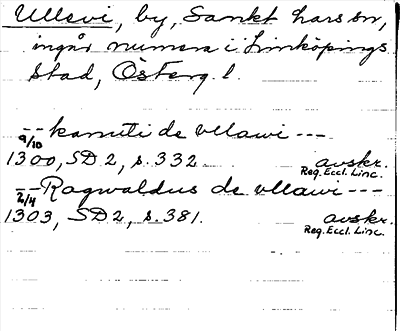 Ullevi, by, Sankt Lars sn,
ingår numera i Linköpings
stad, Österg. l.
-- kanuti de vllawi ---
9/10
1300, SD 2, s. 332 avskr.
Reg. Eccl. Linc.
-- Ragwaldus de vllawi ---
2/4
1303, SD 2, s. 381. avskr.
Reg. Eccl. Linc.